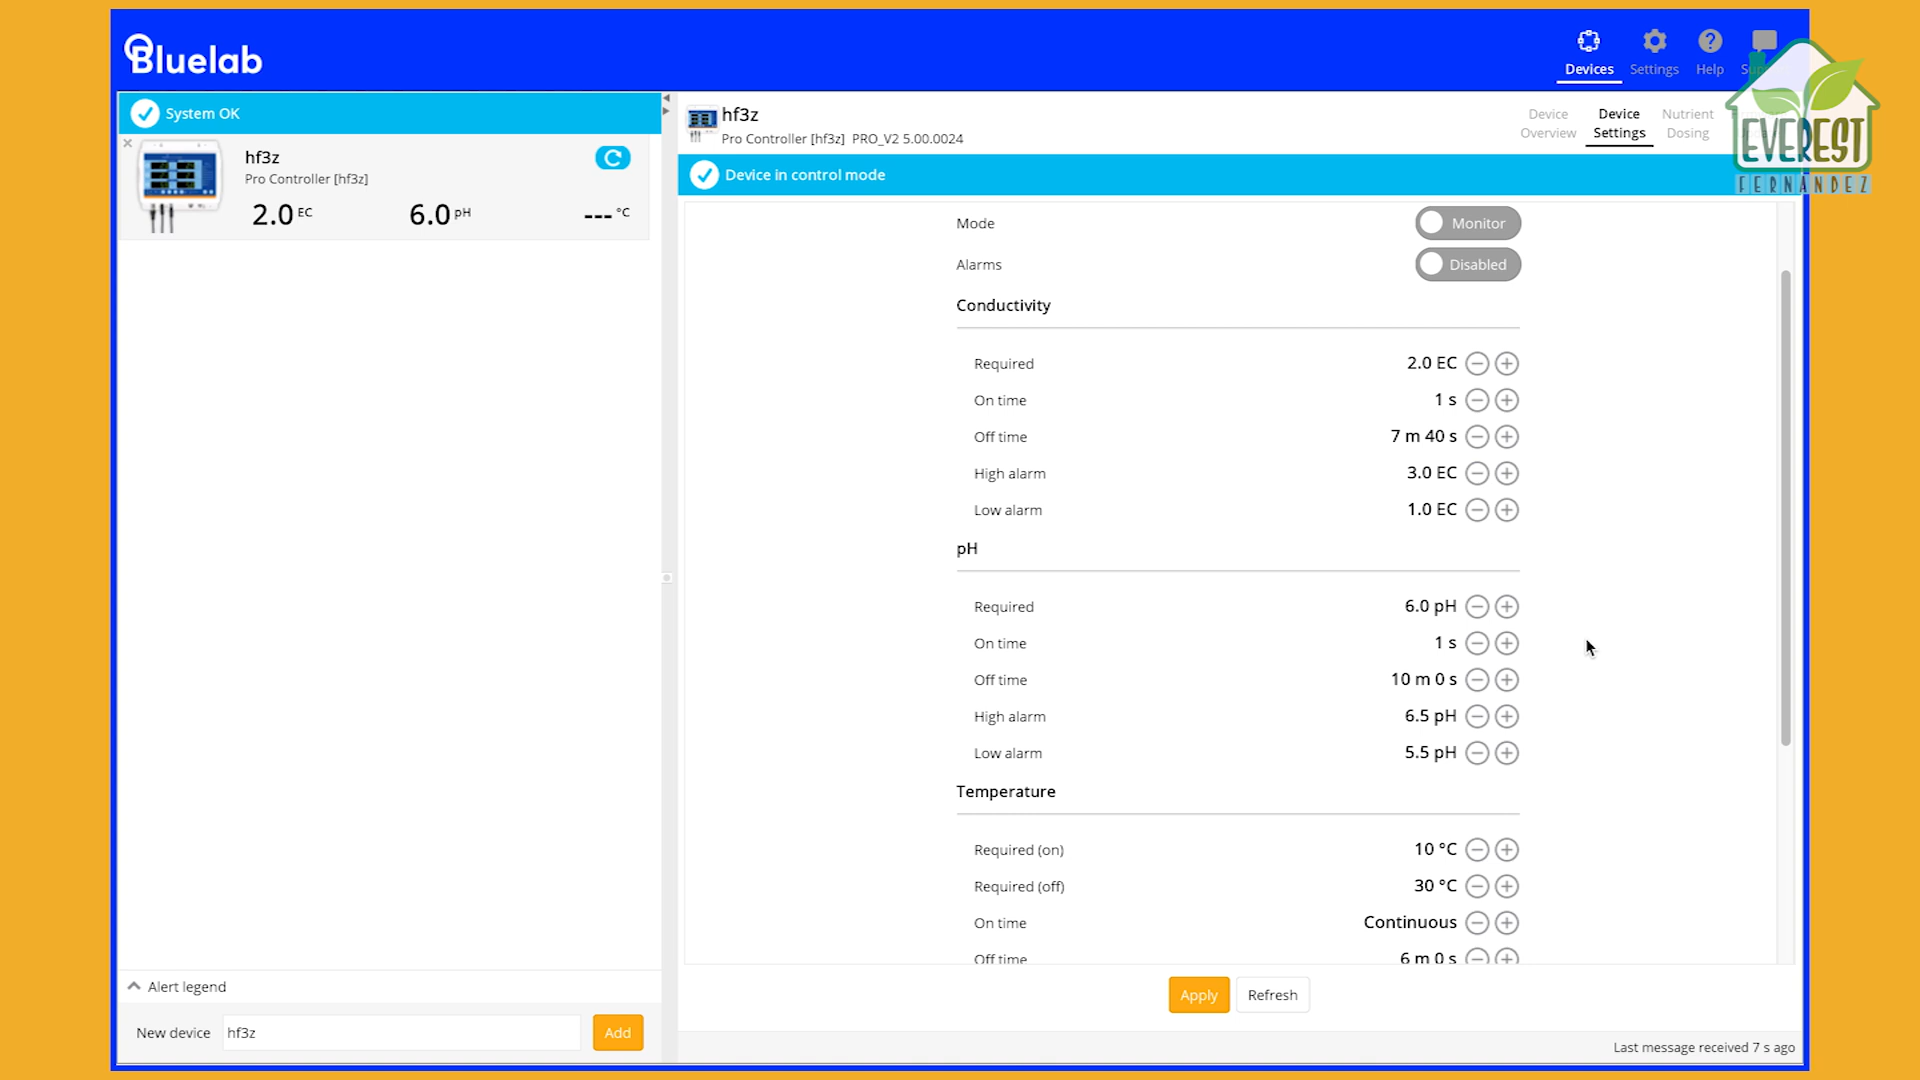 Bluelab
Devices
Settings
Help
System OK
hf3z
Pro Controller [hf3z]
2.0 EC
6.0 pH
--- °C
hf3z
Pro Controller [hf3z] PRO_V2 5.00.0024
Device Overview
Device Settings
Nutrient Dosing
EVEREST
FERNANDEZ
Device in control mode
Mode
Monitor
Alarms
Disabled
Conductivity
Required 2.0 EC
On time 1 s
Off time 7 m 40 s
High alarm 3.0 EC
Low alarm 1.0 EC
pH
Required 6.0 pH
On time 1 s
Off time 10 m 0 s
High alarm 6.5 pH
Low alarm 5.5 pH
Temperature
Required (on) 10 °C
Required (off) 30 °C
On time Continuous
Off time 6 m 0 s
Apply
Refresh
Alert legend
New device hf3z Add
Last message received 7 s ago